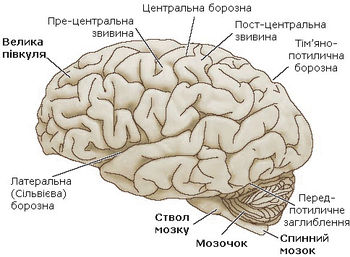 Центральна борозна
Пре-центральна
звивина
Пост-центральна
звивина
Велика
півкуля
Тім'яно-
потилична
борозна
Латеральна
(Сільвієва)
борозна
Перед-
потиличне
заглиблення
Ствол
мозку
Мозочок
Спинний
мозок